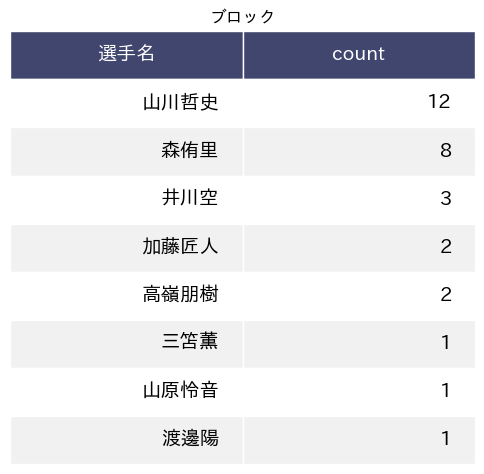 ブロック
選手名 count
山川哲史 12
森侑里 8
井川空 3
加藤匠人 2
高嶺朋樹 2
三笘薫 1
山原怜音 1
渡邊陽 1